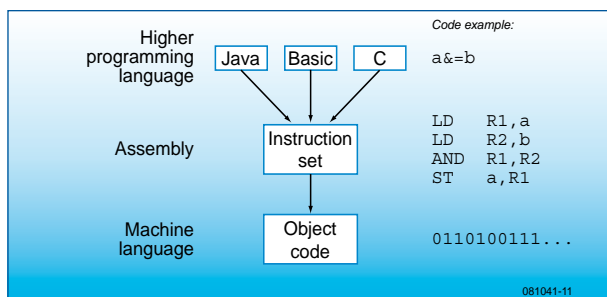 Code example:
Higher
programming
language
Java
Basic
C
a&=b
Assembly
Instruction
set
LD R1,a
LD R2,b
AND R1,R2
ST a,R1
Machine
language
Object
code
0110100111...
081041-11